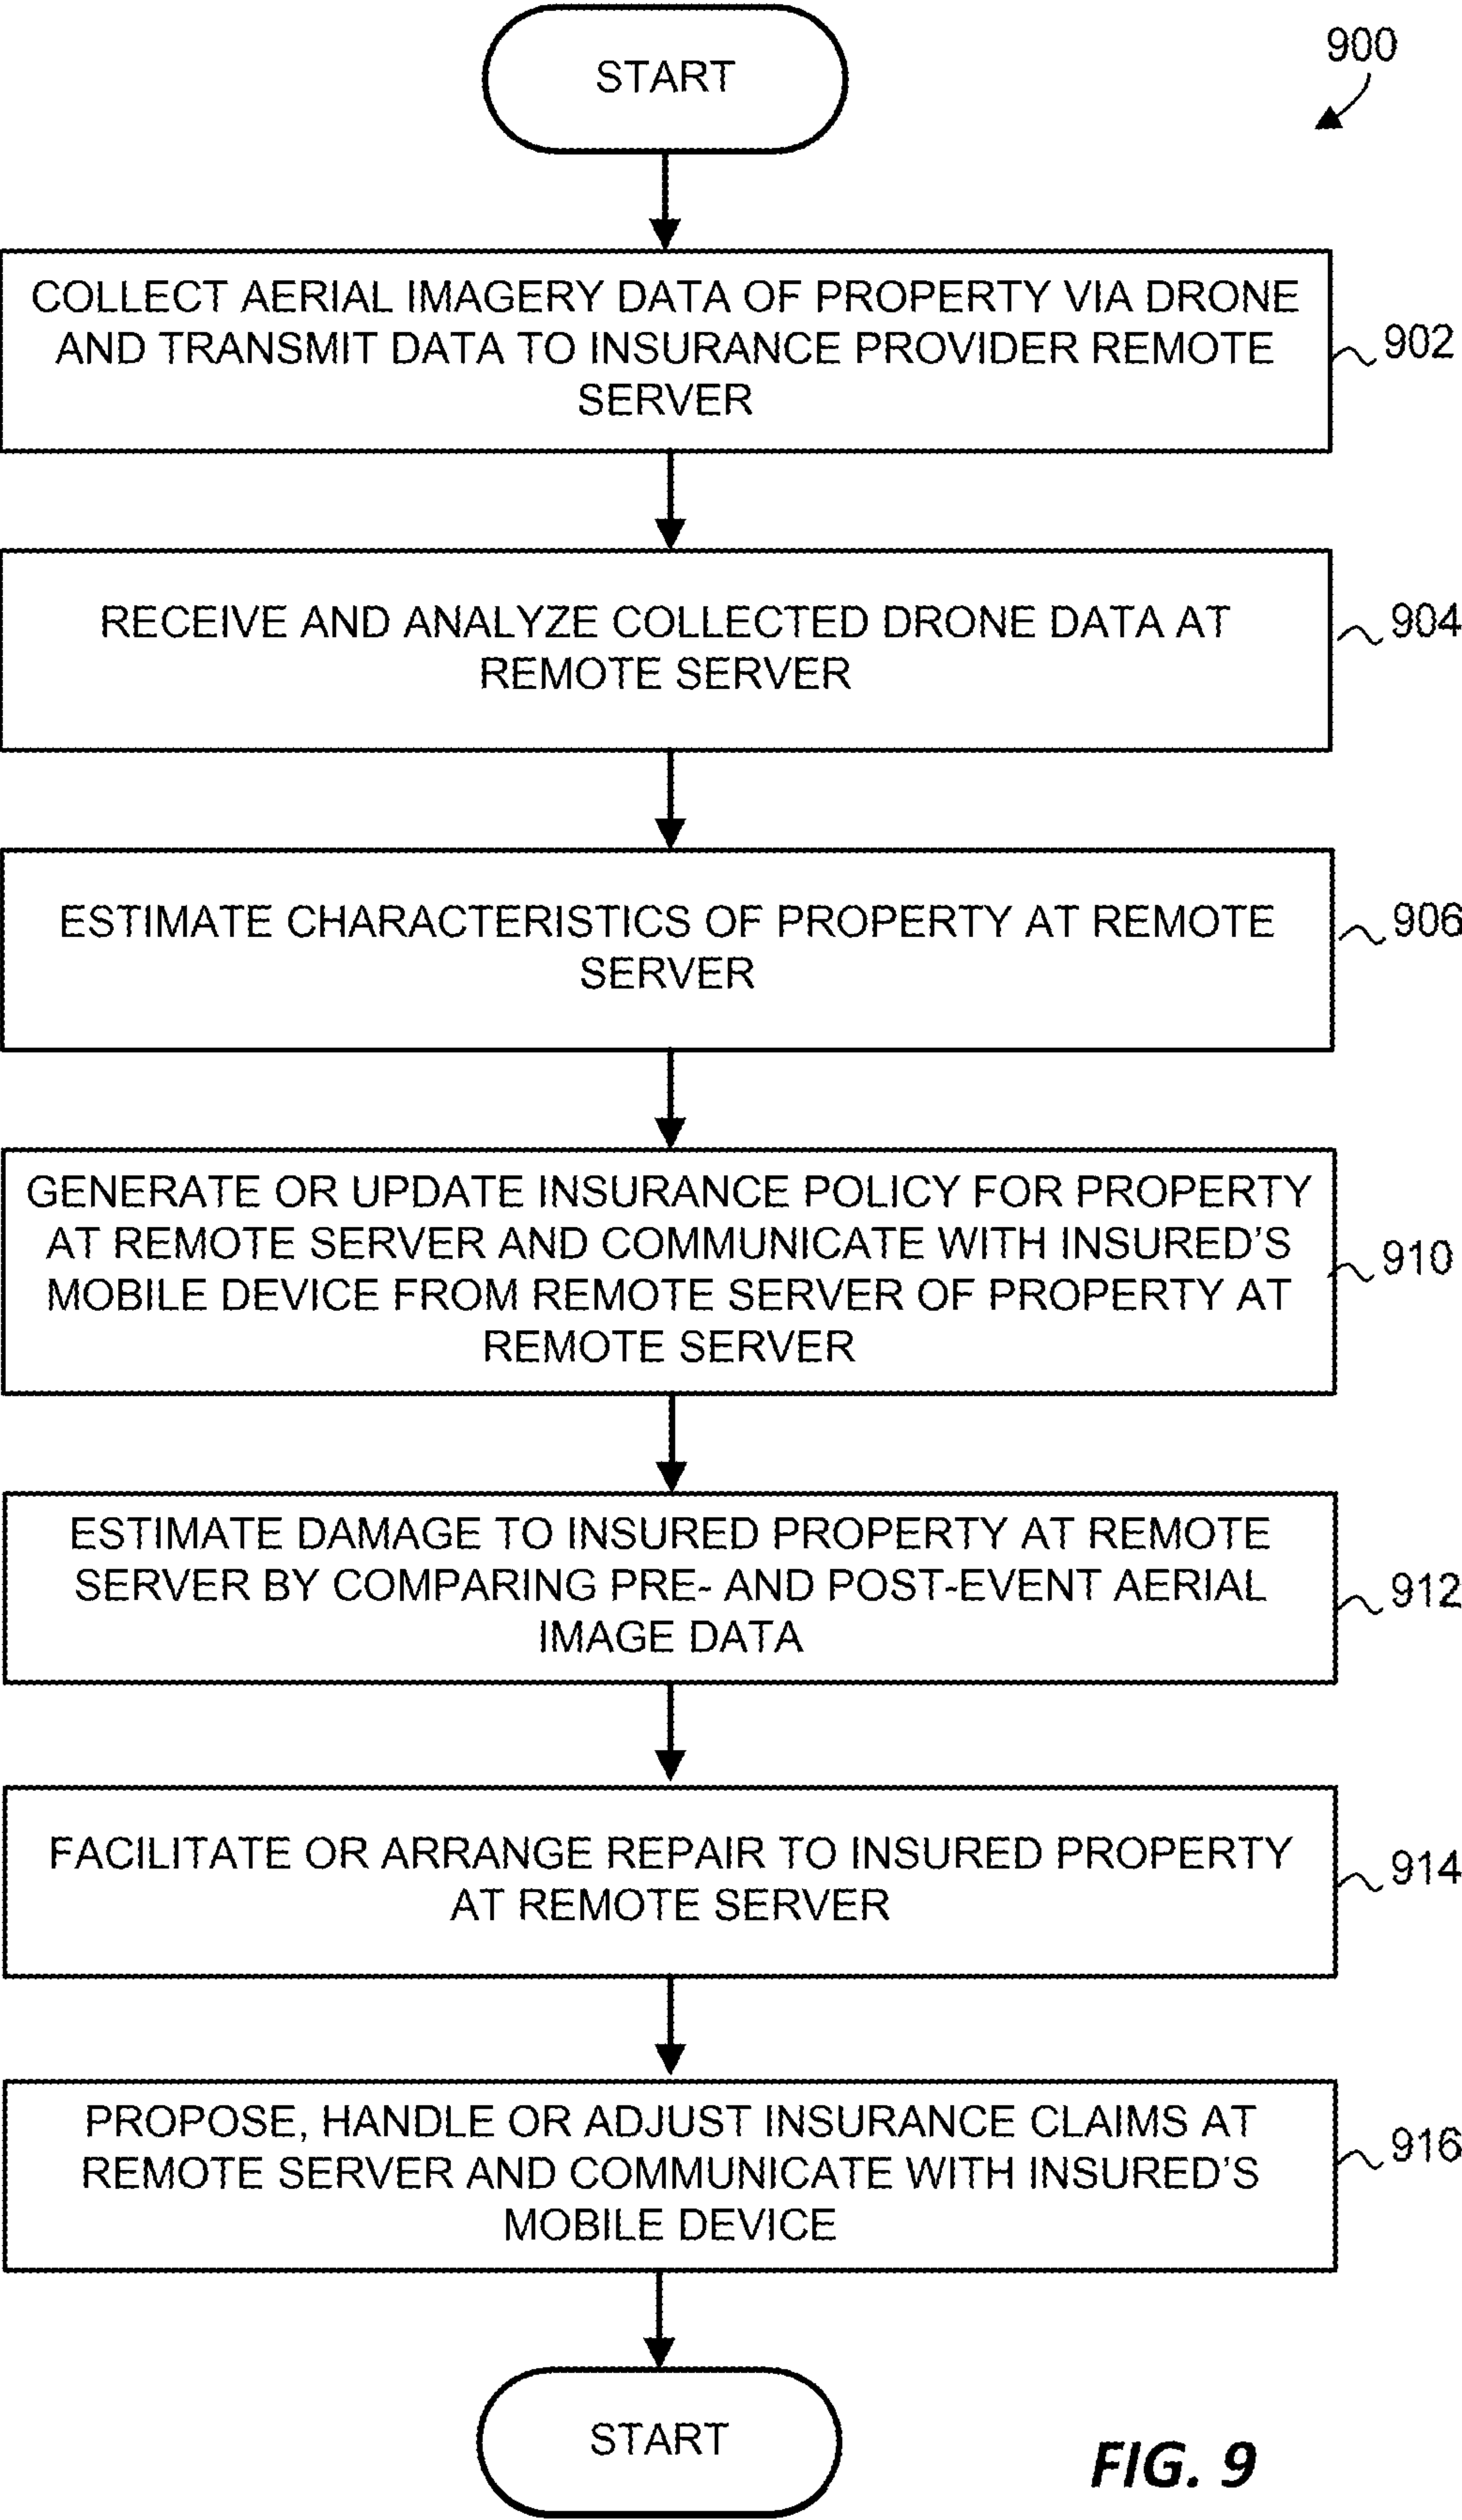 START
900
COLLECT AERIAL IMAGERY DATA OF PROPERTY VIA DRONE
AND TRANSMIT DATA TO INSURANCE PROVIDER REMOTE
SERVER
902
RECEIVE AND ANALYZE COLLECTED DRONE DATA AT
REMOTE SERVER
904
ESTIMATE CHARACTERISTICS OF PROPERTY AT REMOTE
SERVER
906
GENERATE OR UPDATE INSURANCE POLICY FOR PROPERTY
AT REMOTE SERVER AND COMMUNICATE WITH INSURED'S
MOBILE DEVICE FROM REMOTE SERVER OF PROPERTY AT
REMOTE SERVER
910
ESTIMATE DAMAGE TO INSURED PROPERTY AT REMOTE
SERVER BY COMPARING PRE- AND POST-EVENT AERIAL
IMAGE DATA
912
FACILITATE OR ARRANGE REPAIR TO INSURED PROPERTY
AT REMOTE SERVER
914
PROPOSE, HANDLE OR ADJUST INSURANCE CLAIMS AT
REMOTE SERVER AND COMMUNICATE WITH INSURED'S
MOBILE DEVICE
916
START
FIG. 9